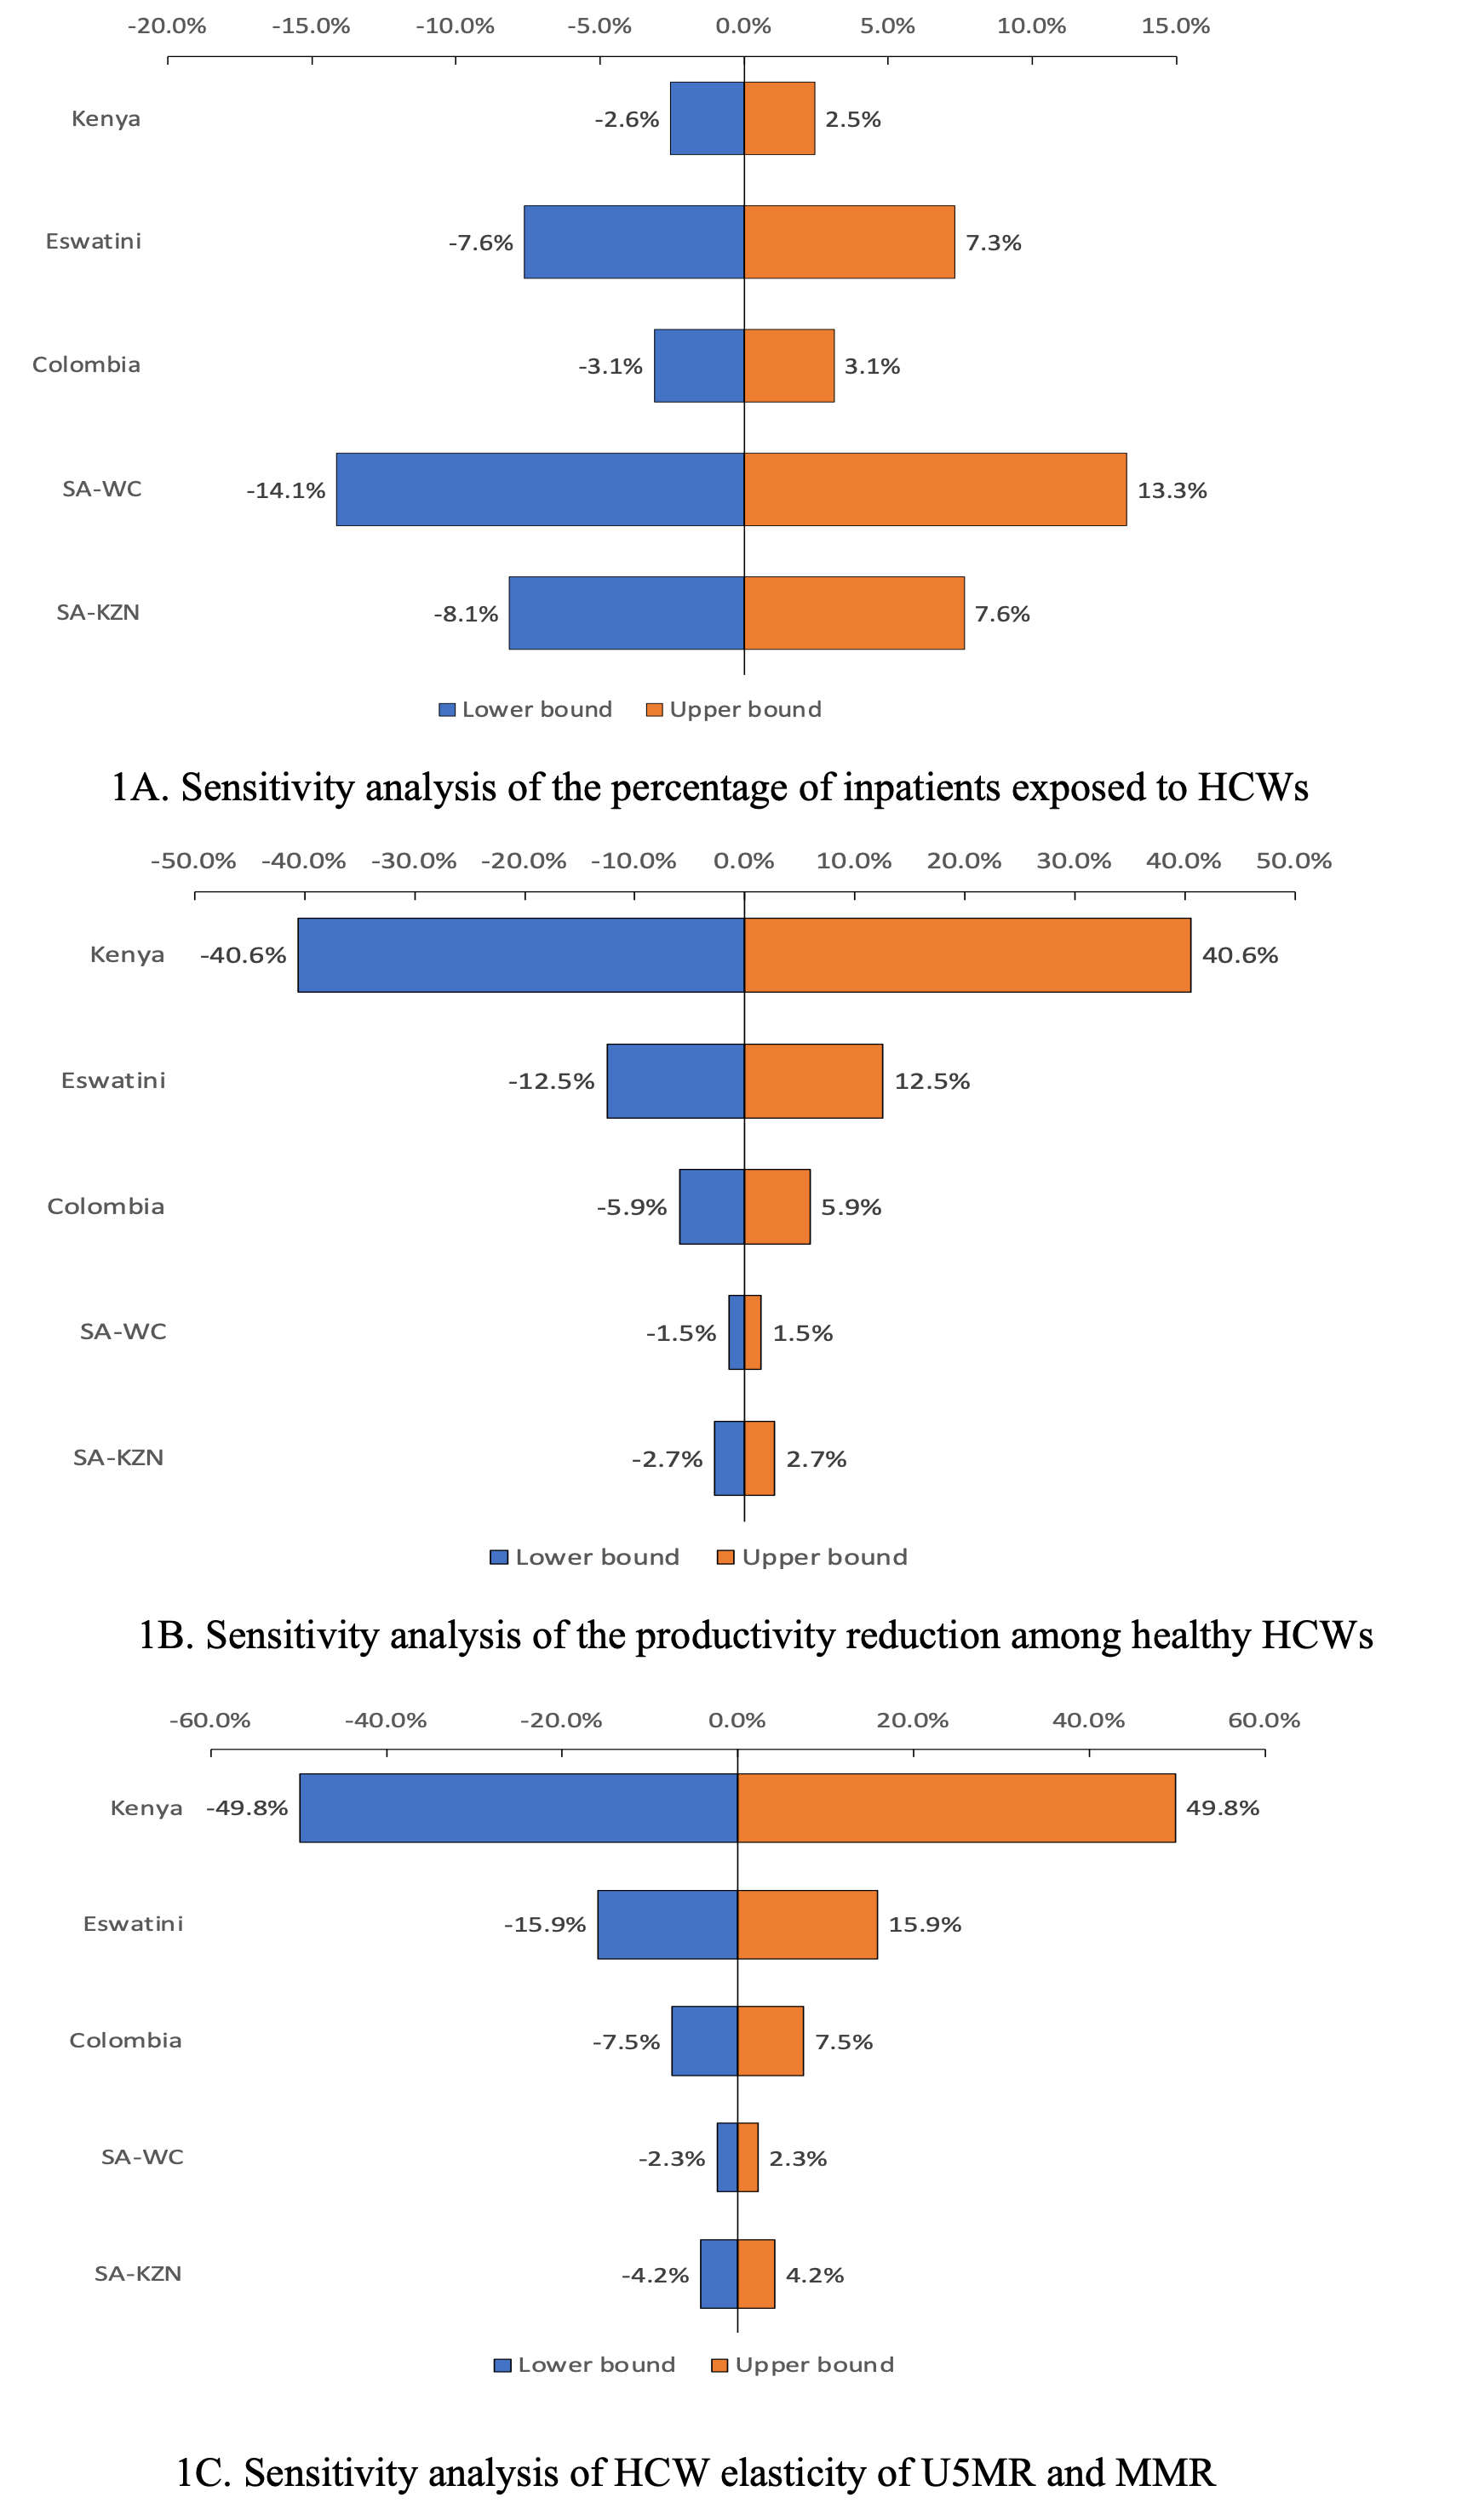 -20.0% -15.0% -10.0% -5.0% 0.0% 5.0% 10.0% 15.0%
Kenya -2.6% 2.5%
Eswatini -7.6% 7.3%
Colombia -3.1% 3.1%
SA-WC -14.1% 13.3%
SA-KZN -8.1% 7.6%
Lower bound Upper bound
1A. Sensitivity analysis of the percentage of inpatients exposed to HCWs
-50.0% -40.0% -30.0% -20.0% -10.0% 0.0% 10.0% 20.0% 30.0% 40.0% 50.0%
Kenya -40.6% 40.6%
Eswatini -12.5% 12.5%
Colombia -5.9% 5.9%
SA-WC -1.5% 1.5%
SA-KZN -2.7% 2.7%
Lower bound Upper bound
1B. Sensitivity analysis of the productivity reduction among healthy HCWs
-60.0% -40.0% -20.0% 0.0% 20.0% 40.0% 60.0%
Kenya -49.8% 49.8%
Eswatini -15.9% 15.9%
Colombia -7.5% 7.5%
SA-WC -2.3% 2.3%
SA-KZN -4.2% 4.2%
Lower bound Upper bound
1C. Sensitivity analysis of HCW elasticity of U5MR and MMR